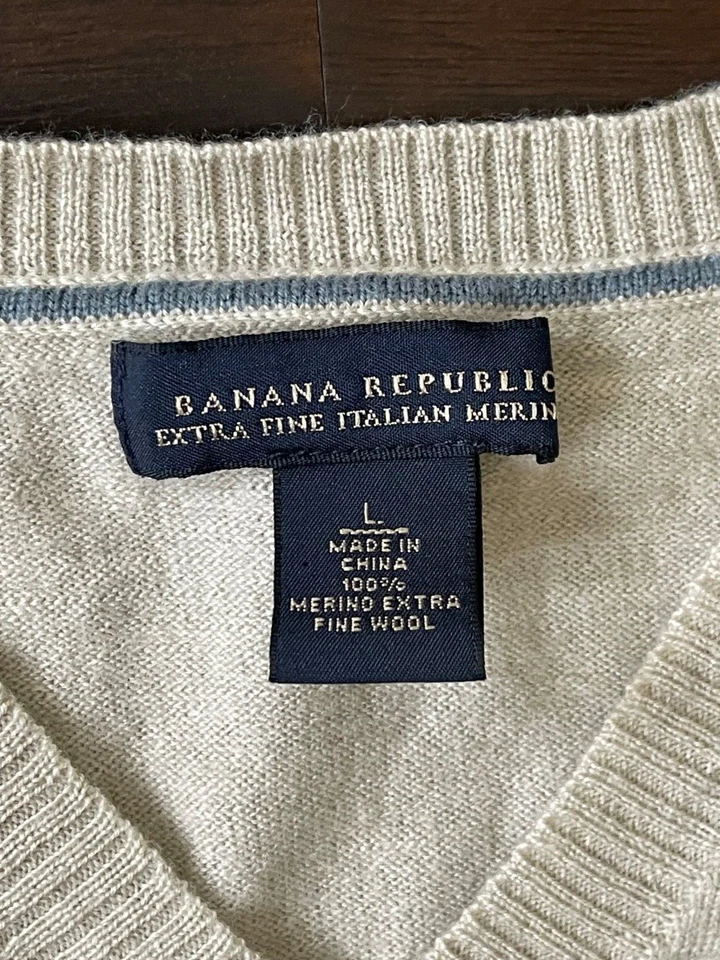 BANANA REPUBLIC
EXTRA FINE ITALIAN MERIN
L
MADE IN
CHINA
100%
MERINO EXTRA
FINE WOOL